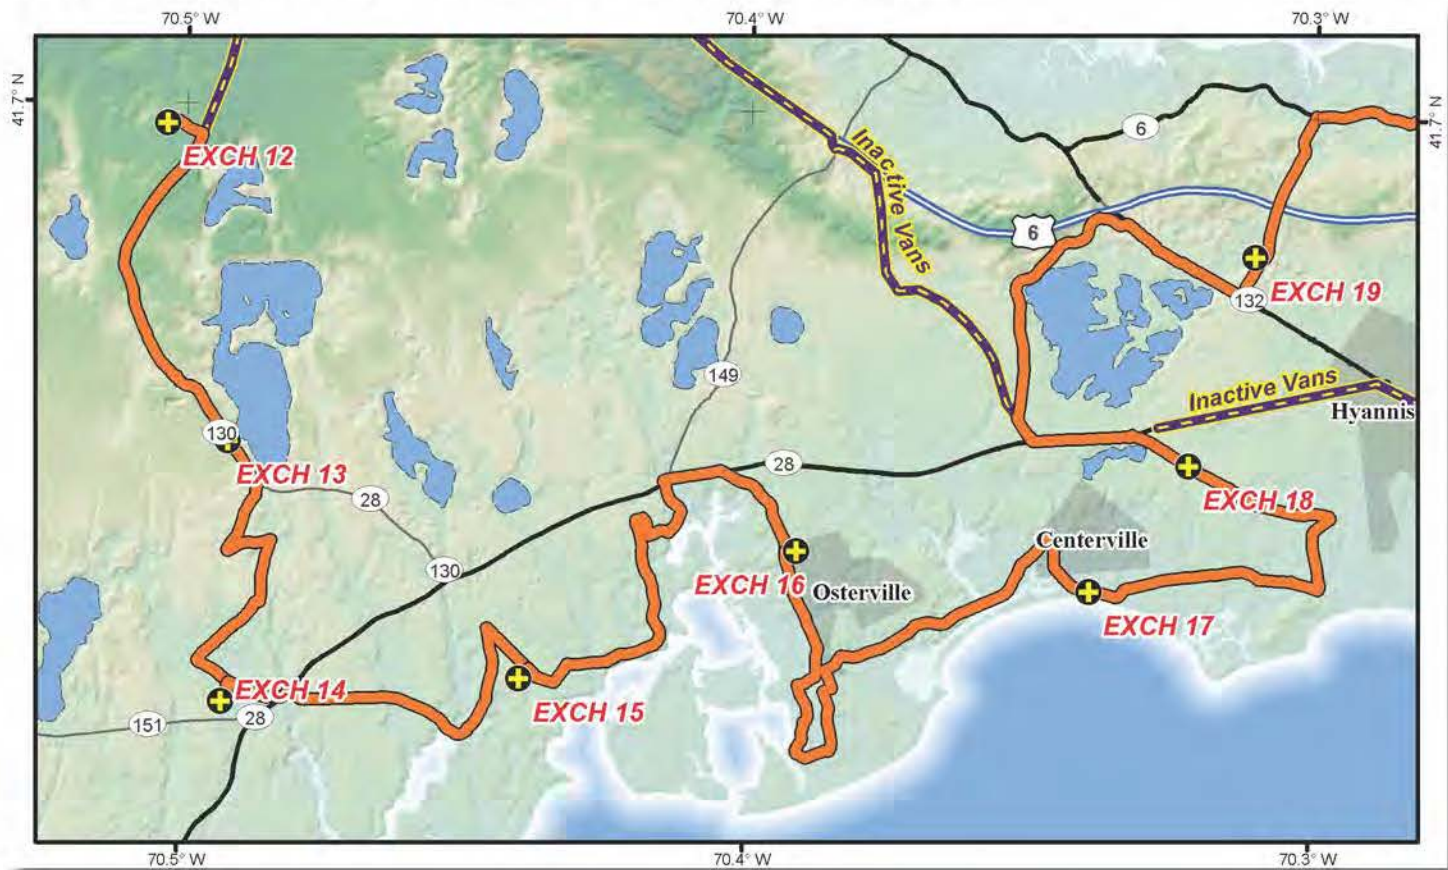 70.5° W
70.4° W
70.3° W
41.7° N
41.7° N
6
Inactive Vans
EXCH 12
6
EXCH 19
132
149
Inactive Vans
Hyannis
130
28
EXCH 13
28
EXCH 18
Centerville
130
EXCH 16
Osterville
EXCH 17
EXCH 14
EXCH 15
151
28
70.5° W
70.4° W
70.3° W